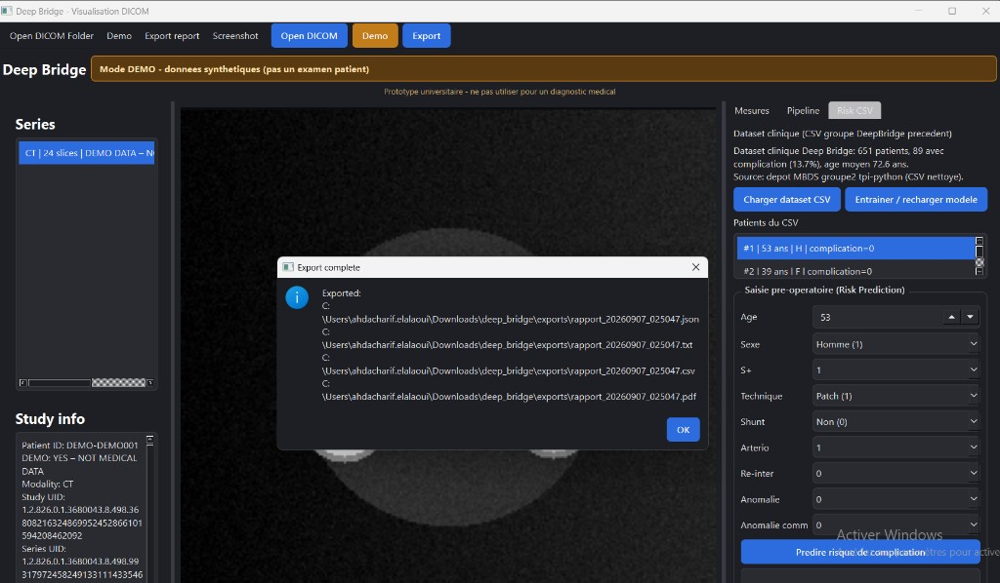 Deep Bridge - Visualisation DICOM
Open DICOM Folder Demo Export report Screenshot Open DICOM Demo Export
Deep Bridge
Mode DEMO - donnees synthetiques (pas un examen patient)
Prototype universitaire - ne pas utiliser pour un diagnostic medical
Series
CT | 24 slices | DEMO DATA – N
Study info
Patient ID: DEMO-DEMO001
DEMO: YES – NOT MEDICAL
DATA
Modality: CT
Study UID:
1.2.826.0.1.3680043.8.498.36
808216324869952452866101
594208462092
Series UID:
1.2.826.0.1.3680043.8.498.99
31797245824913311143354​6
Export complete
Exported:
C:
\Users\ahdacharif.elalaoui\Downloads\deep_bridge\exports\rapport_20260907_025047.json
C:
\Users\ahdacharif.elalaoui\Downloads\deep_bridge\exports\rapport_20260907_025047.txt
C:
\Users\ahdacharif.elalaoui\Downloads\deep_bridge\exports\rapport_20260907_025047.csv
C:
\Users\ahdacharif.elalaoui\Downloads\deep_bridge\exports\rapport_20260907_025047.pdf
OK
Mesures Pipeline Risk CSV
Dataset clinique (CSV groupe DeepBridge precedent)
Dataset clinique Deep Bridge: 651 patients, 89 avec
complication (13.7%), age moyen 72.6 ans.
Source: depot MBDS groupe2 tpi-python (CSV nettoye).
Charger dataset CSV Entrainer / recharger modele
Patients du CSV
#1 | 53 ans | H | complication=0
#2 | 39 ans | F | complication=0
Saisie pre-operatoire (Risk Prediction)
Age 53
Sexe Homme (1)
S+ 1
Technique Patch (1)
Shunt Non (0)
Arterio 1
Re-inter 0
Anomalie 0
Anomalie comm 0
Activer Windows
Predire risque de complication
êtres pour active